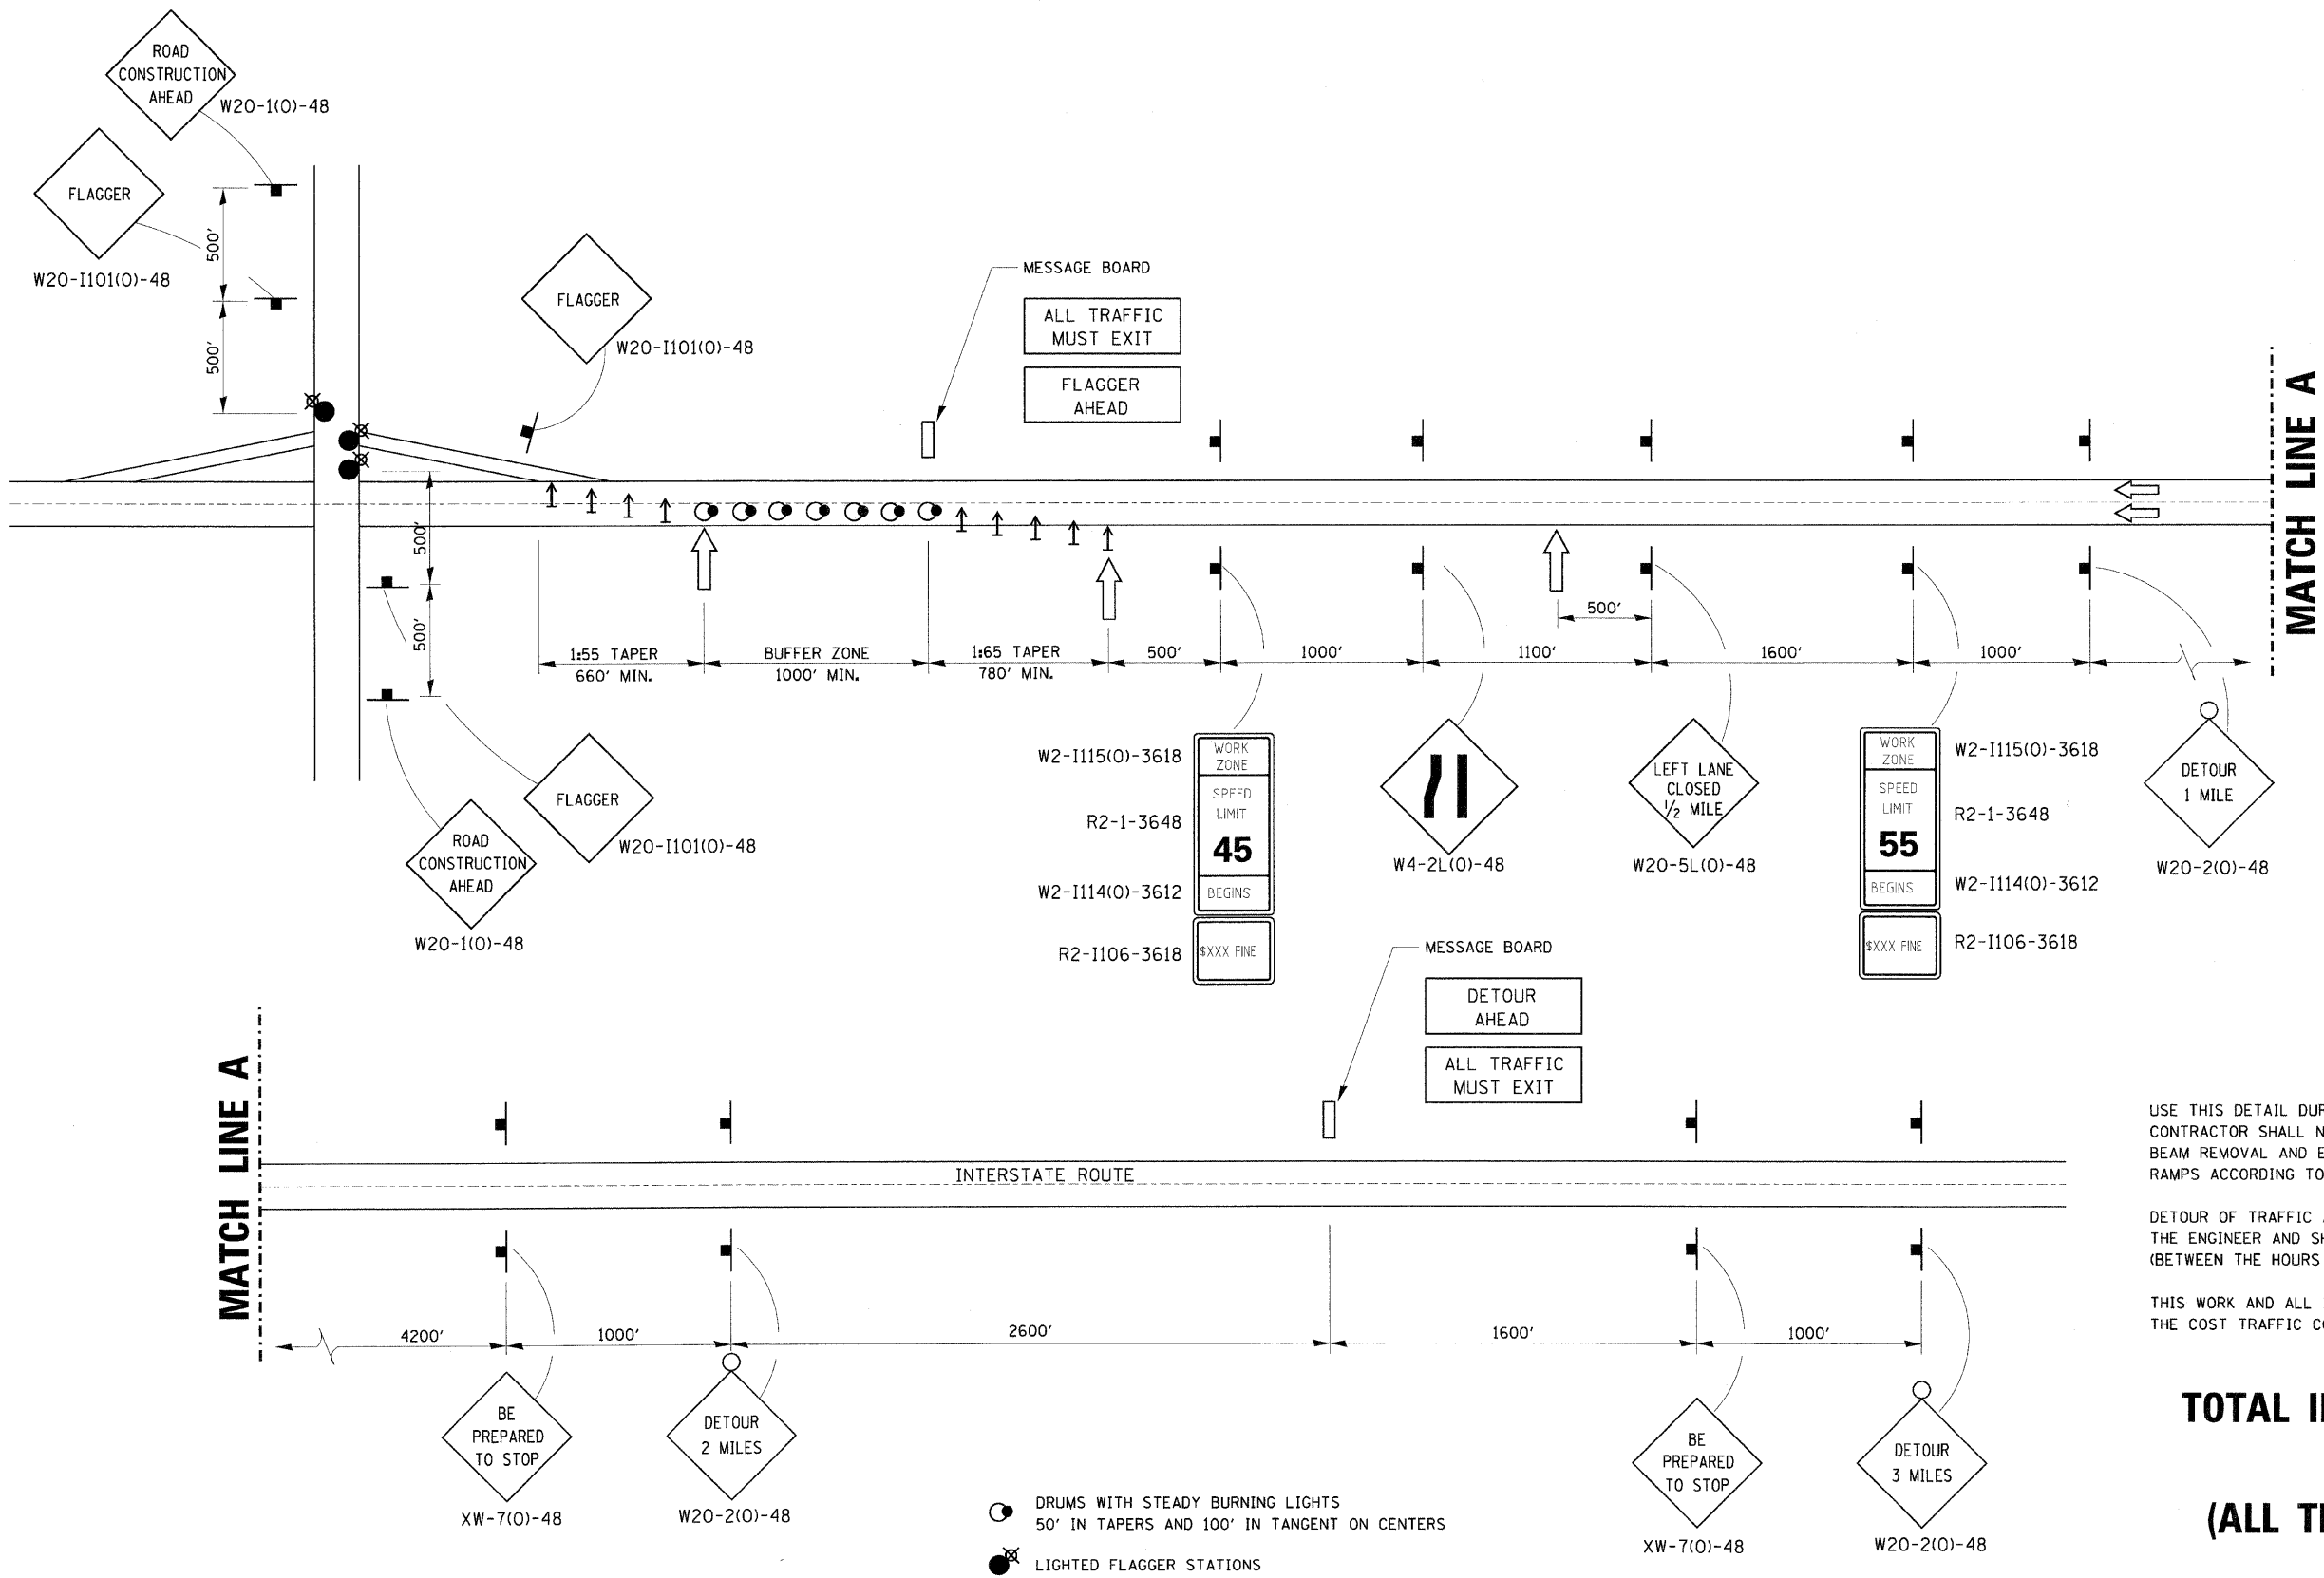 ROAD
CONSTRUCTION
AHEAD
W20-1(O)-48
FLAGGER
W20-I101(O)-48
500'
500'
FLAGGER
W20-I101(O)-48
MESSAGE BOARD
ALL TRAFFIC
MUST EXIT
FLAGGER
AHEAD
MATCH LINE A
500'
500'
1:55 TAPER
660' MIN.
BUFFER ZONE
1000' MIN.
1:65 TAPER
780' MIN.
500'
1000'
1100'
500'
1600'
1000'
FLAGGER
W20-I101(O)-48
ROAD
CONSTRUCTION
AHEAD
W20-1(O)-48
W2-I115(O)-3618
R2-1-3648
W2-I114(O)-3612
R2-I106-3618
WORK
ZONE
SPEED
LIMIT
45
BEGINS
$XXX FINE
W4-2L(O)-48
LEFT LANE
CLOSED
1/2 MILE
W20-5L(O)-48
WORK
ZONE
SPEED
LIMIT
55
BEGINS
$XXX FINE
W2-I115(O)-3618
R2-1-3648
W2-I114(O)-3612
R2-I106-3618
DETOUR
1 MILE
W20-2(O)-48
MESSAGE BOARD
DETOUR
AHEAD
ALL TRAFFIC
MUST EXIT
MATCH LINE A
INTERSTATE ROUTE
4200'
1000'
2600'
1600'
1000'
BE
PREPARED
TO STOP
XW-7(O)-48
DETOUR
2 MILES
W20-2(O)-48
BE
PREPARED
TO STOP
XW-7(O)-48
DETOUR
3 MILES
W20-2(O)-48
DRUMS WITH STEADY BURNING LIGHTS
50' IN TAPERS AND 100' IN TANGENT ON CENTERS
LIGHTED FLAGGER STATIONS
USE THIS DETAIL
CONTRACTOR SHALL
BEAM REMOVAL AND
RAMPS ACCORDING TO
DETOUR OF TRAFFIC
THE ENGINEER AND
(BETWEEN THE HOURS
THIS WORK AND ALL
THE COST TRAFFIC
TOTAL
(ALL